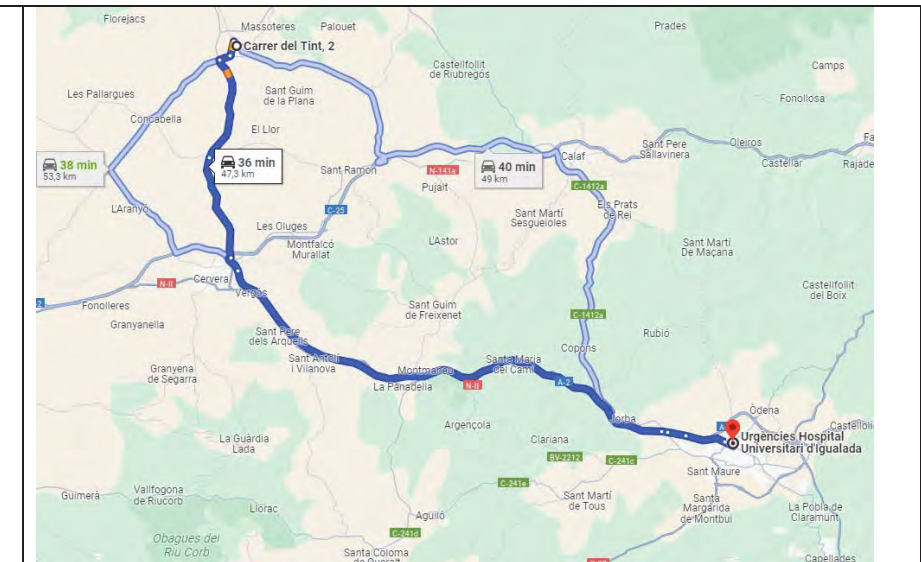 Florejacs
Massoteres
Palouet
Prades
Carrer del Tint, 2
Castellfollit
de Riubregós
Camps
Les Pallargues
Sant Guim
de la Plana
Fonollosa
Concabella
El Llor
38 min
53,3 km
36 min
47,3 km
Sant Ramon
N-141a
40 min
49 km
Calaf
Sant Pere
Sallavinera
Oleiros
Castellar
Rajade
Pujalt
C-1412a
L'Aranyó
C-25
Les Oluges
Sant Martí
Sesgueioles
Els Prats
de Rei
Montfalcó
Murallat
L'Astor
Sant Martí
De Maçana
N-II
Cervera
Vergós
Castellfollit
del Boix
2
Fonolleres
Granyanella
Sant Guim
de Freixenet
C-1412a
Rubió
Sant Pere
dels Arquells
Copons
Granyena
de Segarra
Sant Antolí
i Vilanova
Montmaneu
La Panadella
N-II
Santa Maria
del Camí
A-2
Jorba
Òdena
Argençola
La Guàrdia
Lada
Clariana
BV-2212
C-241c
Urgències Hospital
Universitari d'Igualada
Sant Maure
Güimerà
Vallfogona
de Riucorb
Llorac
C-241e
Sant Martí
de Tous
Santa
Margarida
de Montbui
La Pobla de
Claramunt
Aguiló
C-241d
Obagues del
Riu Corb
Santa Coloma
de Queralt
Capellades